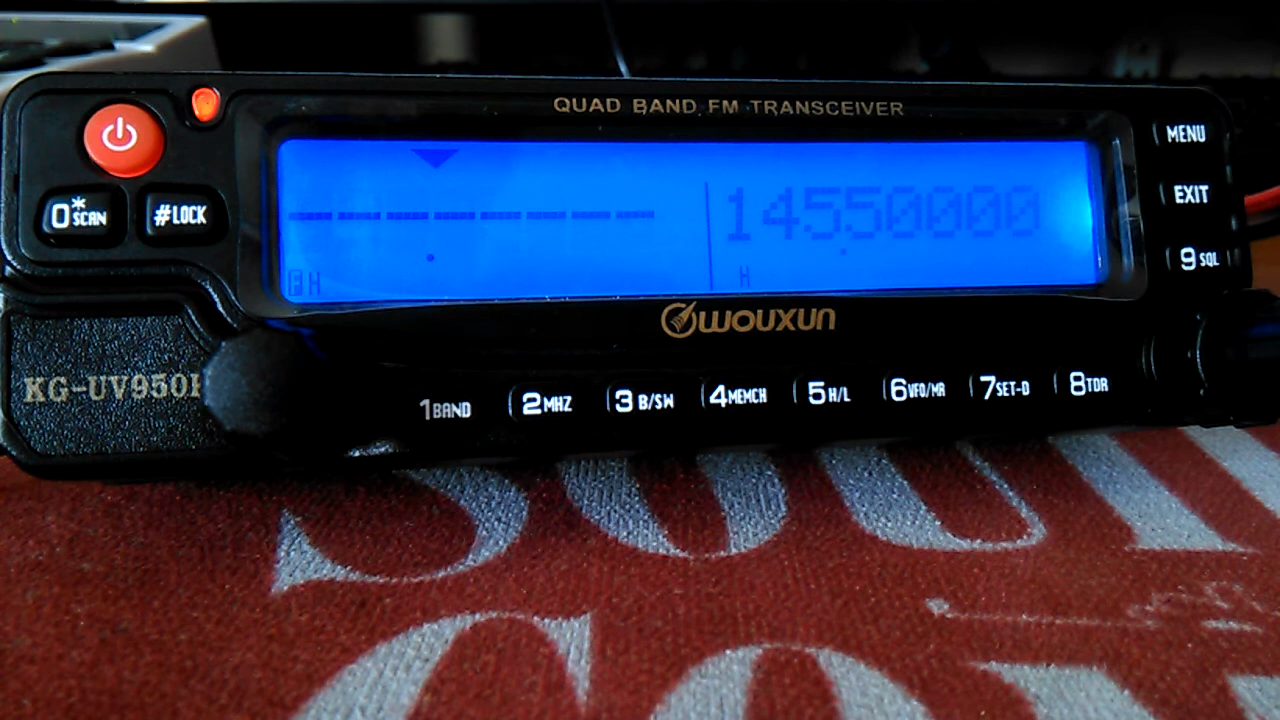 QUAD BAND FM TRANSCEIVER
MENU
0* SCAN
#LOCK
-------- 14550000
EXIT
9 SQL
F H H
WOUXUN
KG-UV950
1 BAND 2 MHZ 3 B/SW 4 MEMCH 5 H/L 6 VFO/MR 7 SET-D 8 TDR